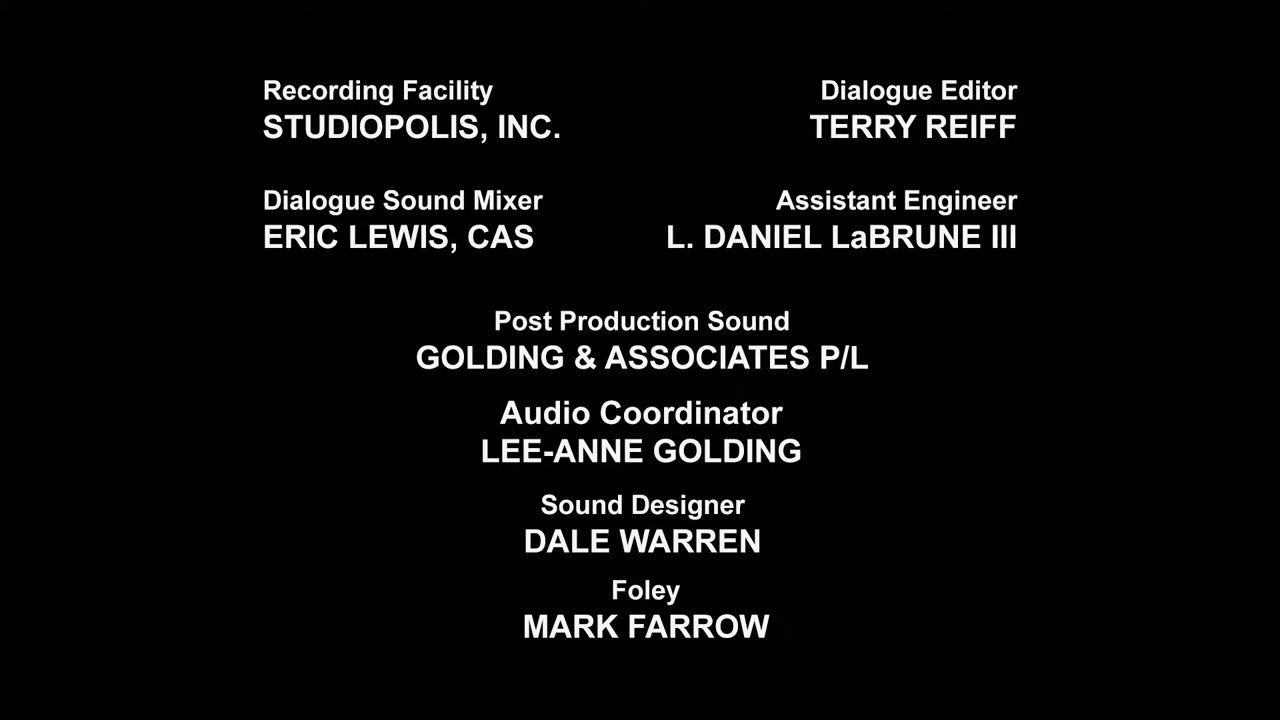 Recording Facility
STUDIOPOLIS, INC.
Dialogue Editor
TERRY REIFF
Dialogue Sound Mixer
ERIC LEWIS, CAS
Assistant Engineer
L. DANIEL LaBRUNE III
Post Production Sound
GOLDING & ASSOCIATES P/L
Audio Coordinator
LEE-ANNE GOLDING
Sound Designer
DALE WARREN
Foley
MARK FARROW